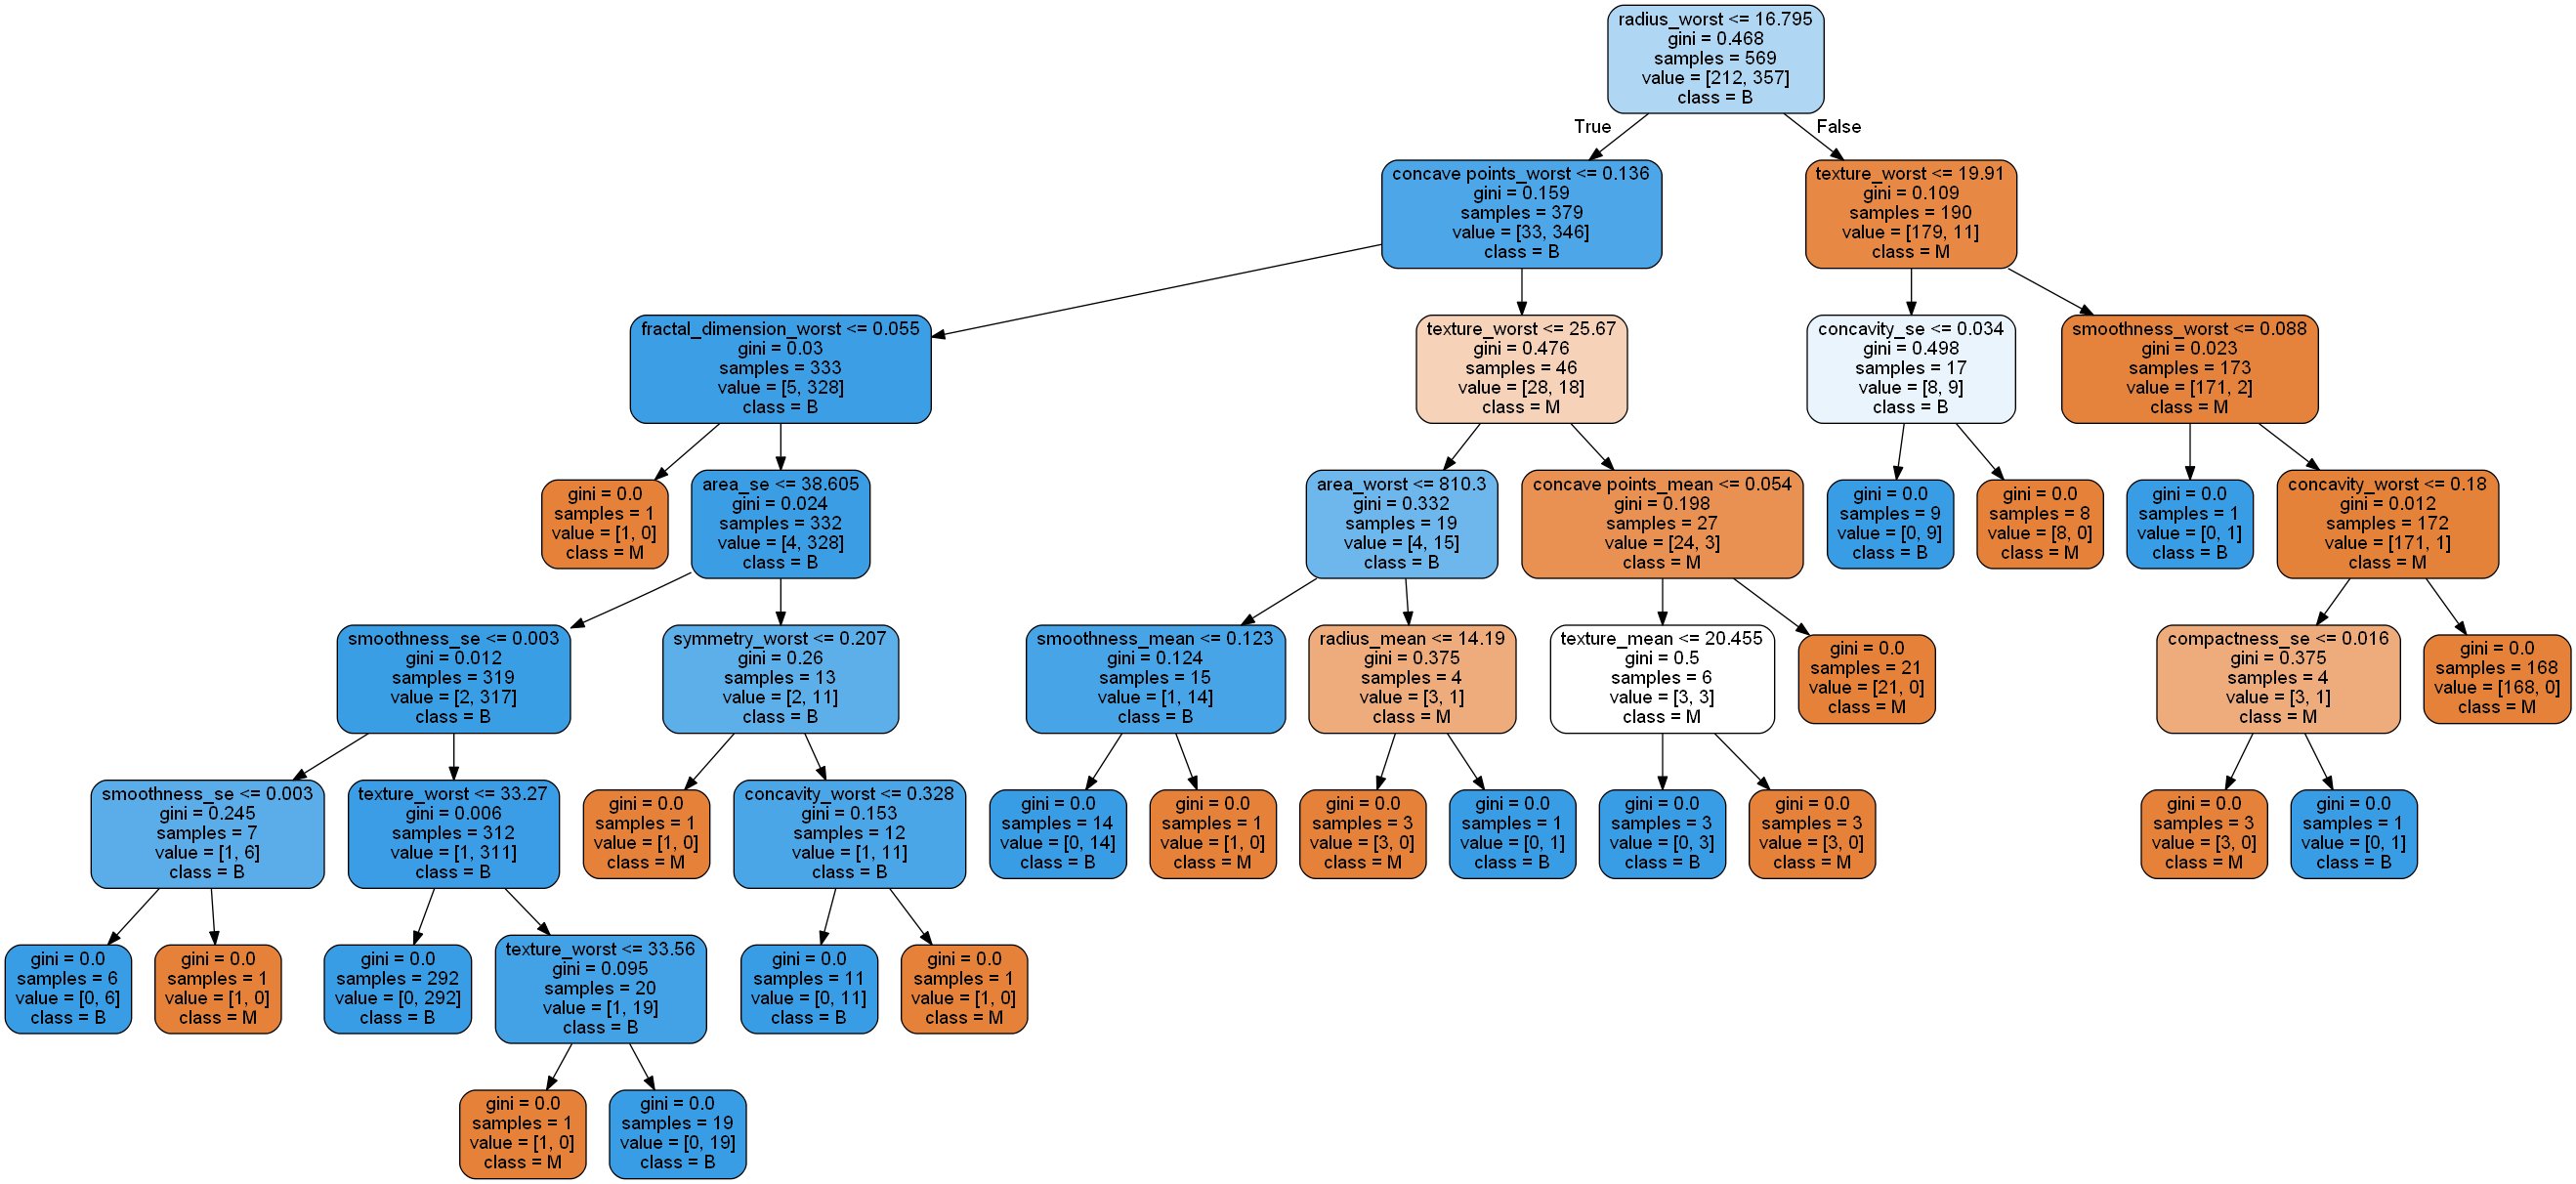 radius_worst <= 16.795
gini = 0.468
samples = 569
value = [212, 357]
class = B
True
False
concave points_worst <= 0.136
gini = 0.159
samples = 379
value = [33, 346]
class = B
texture_worst <= 19.91
gini = 0.109
samples = 190
value = [179, 11]
class = M
fractal_dimension_worst <= 0.055
gini = 0.03
samples = 333
value = [5, 328]
class = B
texture_worst <= 25.67
gini = 0.476
samples = 46
value = [28, 18]
class = M
concavity_se <= 0.034
gini = 0.498
samples = 17
value = [8, 9]
class = B
smoothness_worst <= 0.088
gini = 0.023
samples = 173
value = [171, 2]
class = M
gini = 0.0
samples = 1
value = [1, 0]
class = M
area_se <= 38.605
gini = 0.024
samples = 332
value = [4, 328]
class = B
area_worst <= 810.3
gini = 0.332
samples = 19
value = [4, 15]
class = B
concave points_mean <= 0.054
gini = 0.198
samples = 27
value = [24, 3]
class = M
gini = 0.0
samples = 9
value = [0, 9]
class = B
gini = 0.0
samples = 8
value = [8, 0]
class = M
gini = 0.0
samples = 1
value = [0, 1]
class = B
concavity_worst <= 0.18
gini = 0.012
samples = 172
value = [171, 1]
class = M
smoothness_se <= 0.003
gini = 0.012
samples = 319
value = [2, 317]
class = B
symmetry_worst <= 0.207
gini = 0.26
samples = 13
value = [2, 11]
class = B
smoothness_mean <= 0.123
gini = 0.124
samples = 15
value = [1, 14]
class = B
radius_mean <= 14.19
gini = 0.375
samples = 4
value = [3, 1]
class = M
texture_mean <= 20.455
gini = 0.5
samples = 6
value = [3, 3]
class = M
gini = 0.0
samples = 21
value = [21, 0]
class = M
compactness_se <= 0.016
gini = 0.375
samples = 4
value = [3, 1]
class = M
gini = 0.0
samples = 168
value = [168, 0]
class = M
smoothness_se <= 0.003
gini = 0.245
samples = 7
value = [1, 6]
class = B
texture_worst <= 33.27
gini = 0.006
samples = 312
value = [1, 311]
class = B
gini = 0.0
samples = 1
value = [1, 0]
class = M
concavity_worst <= 0.328
gini = 0.153
samples = 12
value = [1, 11]
class = B
gini = 0.0
samples = 14
value = [0, 14]
class = B
gini = 0.0
samples = 1
value = [1, 0]
class = M
gini = 0.0
samples = 3
value = [3, 0]
class = M
gini = 0.0
samples = 1
value = [0, 1]
class = B
gini = 0.0
samples = 3
value = [0, 3]
class = B
gini = 0.0
samples = 3
value = [3, 0]
class = M
gini = 0.0
samples = 3
value = [3, 0]
class = M
gini = 0.0
samples = 1
value = [0, 1]
class = B
gini = 0.0
samples = 6
value = [0, 6]
class = B
gini = 0.0
samples = 1
value = [1, 0]
class = M
gini = 0.0
samples = 292
value = [0, 292]
class = B
texture_worst <= 33.56
gini = 0.095
samples = 20
value = [1, 19]
class = B
gini = 0.0
samples = 11
value = [0, 11]
class = B
gini = 0.0
samples = 1
value = [1, 0]
class = M
gini = 0.0
samples = 1
value = [1, 0]
class = M
gini = 0.0
samples = 19
value = [0, 19]
class = B